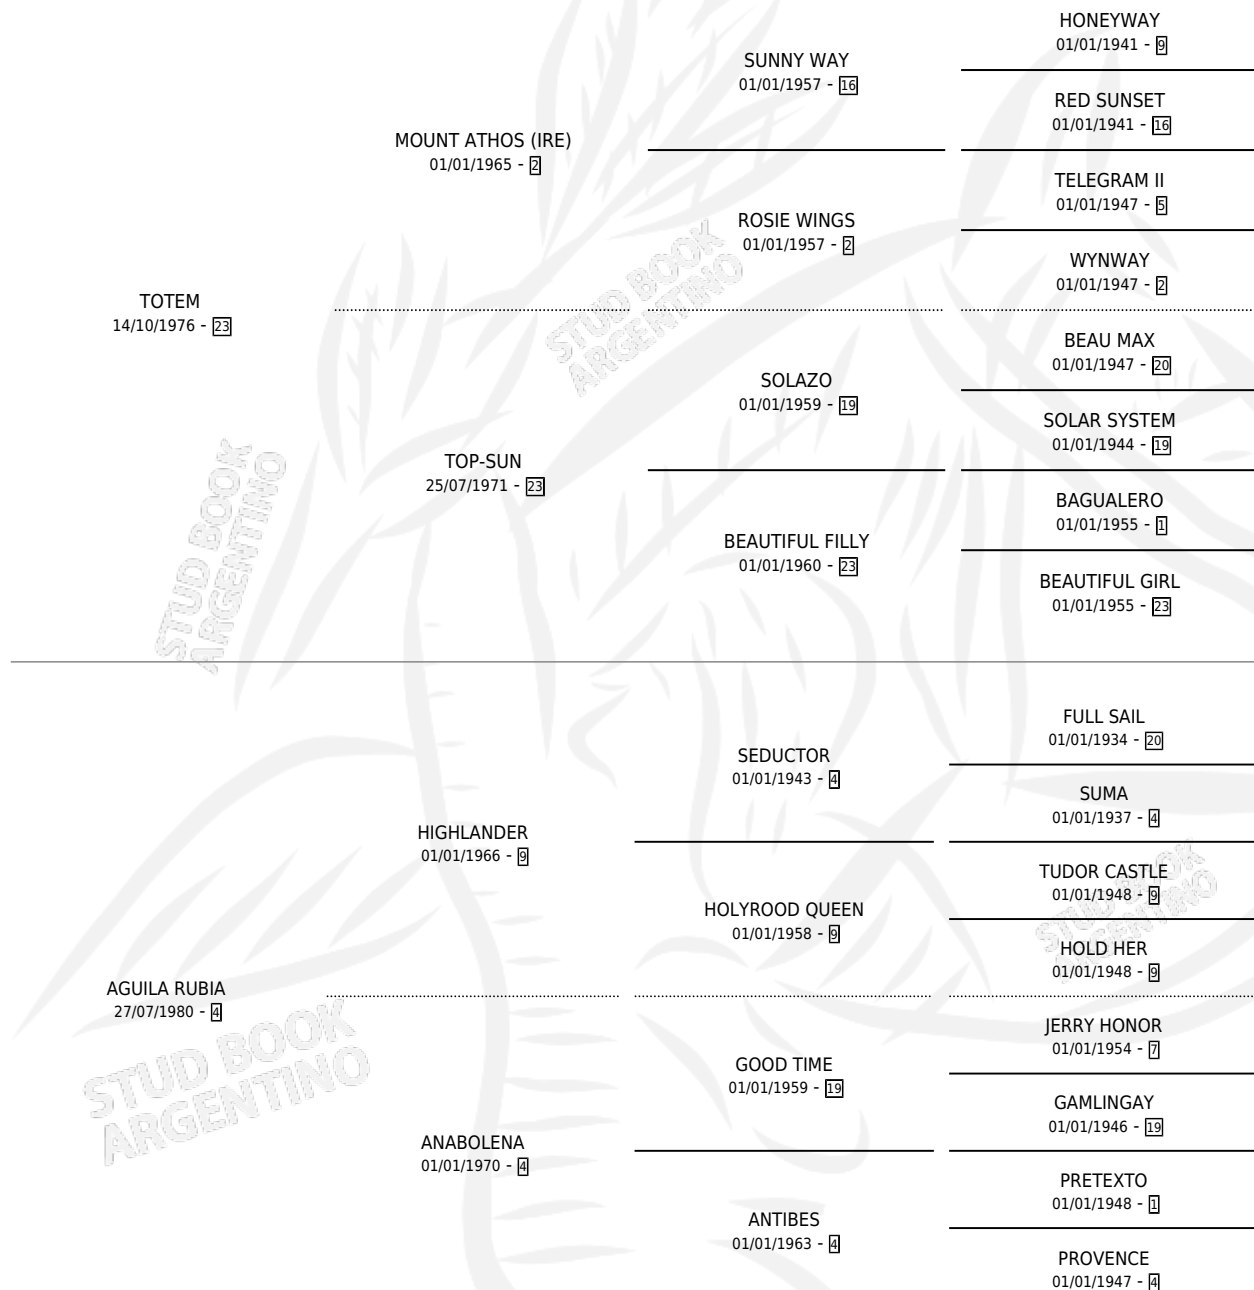 HONEYWAY
01/01/1941 - 9
SUNNY WAY
01/01/1957 - 16
RED SUNSET
01/01/1941 - 16
MOUNT ATHOS (IRE)
01/01/1965 - 2
TELEGRAM II
01/01/1947 - 5
ROSIE WINGS
01/01/1957 - 2
WYNWAY
01/01/1947 - 2
TOTEM
14/10/1976 - 23
BEAU MAX
01/01/1947 - 20
SOLAZO
01/01/1959 - 19
SOLAR SYSTEM
01/01/1944 - 19
TOP-SUN
25/07/1971 - 23
BAGUALERO
01/01/1955 - 1
BEAUTIFUL FILLY
01/01/1960 - 23
BEAUTIFUL GIRL
01/01/1955 - 23
STUD BOOK
ARGENTINO
STUD BOOK
ARGENTINO
FULL SAIL
01/01/1934 - 20
SEDUCTOR
01/01/1943 - 4
SUMA
01/01/1937 - 4
HIGHLANDER
01/01/1966 - 9
TUDOR CASTLE
01/01/1948 - 9
HOLYROOD QUEEN
01/01/1958 - 9
HOLD HER
01/01/1948 - 9
AGUILA RUBIA
27/07/1980 - 4
JERRY HONOR
01/01/1954 - 7
GOOD TIME
01/01/1959 - 19
GAMLINGAY
01/01/1946 - 19
ANABOLENA
01/01/1970 - 4
PRETEXTO
01/01/1948 - 1
ANTIBES
01/01/1963 - 4
PROVENCE
01/01/1947 - 4
STUD BOOK
ARGENTINO
STUD BOOK
ARGENTINO